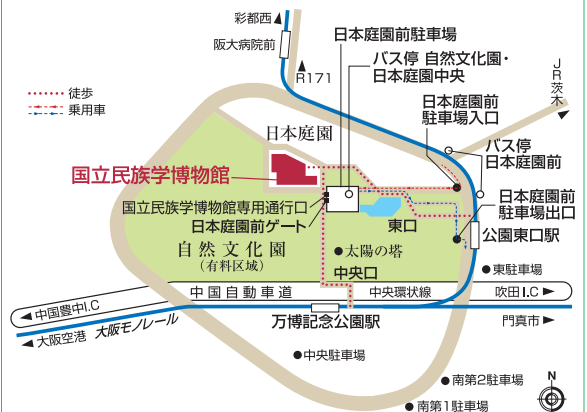 彩都西▲
阪大病院前
R171
日本庭園前駐車場
バス停 自然文化園・
日本庭園中央
JR茨木
徒歩
乗用車
日本庭園前
駐車場入口
日本庭園
バス停
日本庭園前
国立民族学博物館
国立民族学博物館専用通行口
日本庭園前ゲート
日本庭園前
駐車場出口
東口
公園東口駅
自然文化園
(有料区域)
●太陽の塔
中央口
●東駐車場
中国自動車道
中央環状線
吹田I.C▶
◀中国豊中I.C
万博記念公園駅
門真市▶
◀大阪空港
大阪モノレール
●中央駐車場
●南第2駐車場
●南第1駐車場
N